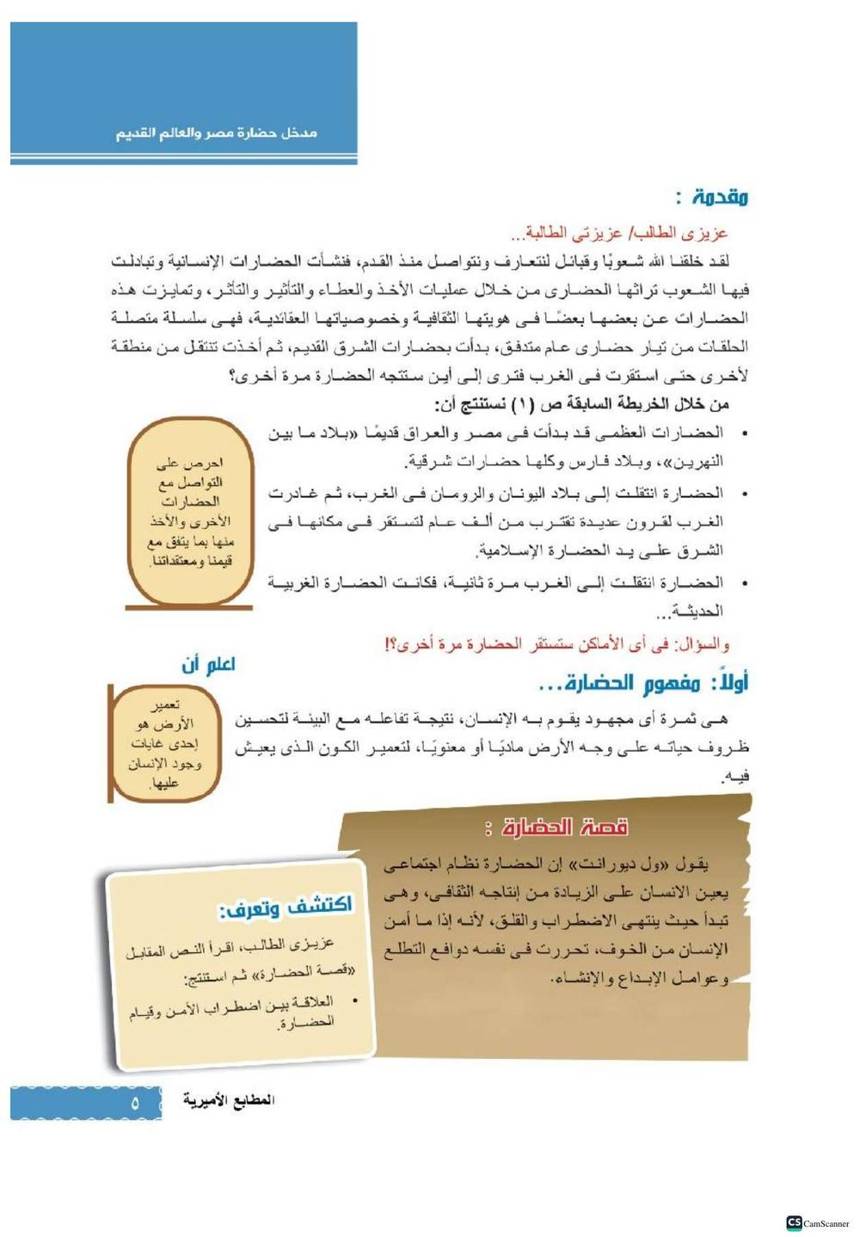 مدخل حضارة مصر والعالم القديم
مقدمة :
عزيزى الطالب/ عزيزتى الطالبة...
لقد خلقنا الله شعوبًا وقبائل لنتعارف ونتواصل منذ القدم، فنشأت الحضارات الإنسانية وتبادلت
فيها الشعوب تراثها الحضارى من خلال عمليات الأخذ والعطاء والتأثير والتأثر، وتمايزت هذه
الحضارات عن بعضها بعضًا فى هويتها الثقافية وخصوصياتها العقائدية، فهى سلسلة متصلة
الحلقات من تيار حضارى عام متدفق، بدأت بحضارات الشرق القديم، ثم أخذت تنتقل من منطقة
لأخرى حتى استقرت فى الغرب فترى إلى أين ستتجه الحضارة مرة أخرى؟
من خلال الخريطة السابقة ص (١) نستنتج أن:
• الحضارات العظمى قد بدأت فى مصر والعراق قديمًا «بلاد ما بين
النهرين»، وبلاد فارس وكلها حضارات شرقية.
• الحضارة انتقلت إلى بلاد اليونان والرومان فى الغرب، ثم غادرت
الغرب لقرون عديدة تقترب من ألف عام لتستقر فى مكانها فى
الشرق على يد الحضارة الإسلامية.
• الحضارة انتقلت إلى الغرب مرة ثانية، فكانت الحضارة الغربية
الحديثة...
احرص على
التواصل مع
الحضارات
الأخرى والأخذ
منها بما يتفق مع
قيمنا ومعتقداتنا.
والسؤال: فى أى الأماكن ستستقر الحضارة مرة أخرى؟!
أولاً: مفهوم الحضارة...
هى ثمرة أى مجهود يقوم به الإنسان، نتيجة تفاعله مع البيئة لتحسين
ظروف حياته على وجه الأرض ماديًا أو معنويًا، لتعمير الكون الذى يعيش
فيه.
اعلم أن
تعمير
الأرض هو
إحدى غايات
وجود الإنسان
عليها.
قصة الحضارة :
يقول «ول ديورانت» إن الحضارة نظام اجتماعى
يعين الانسان على الزيادة من إنتاجه الثقافى، وهى
تبدأ حيث ينتهى الاضطراب والقلق، لأنه إذا ما أمن
الإنسان من الخوف، تحررت فى نفسه دوافع التطلع
وعوامل الإبداع والإنشاء.
اكتشف وتعرف:
عزيزى الطالب، اقرأ النص المقابل
«قصة الحضارة» ثم استنتج:
• العلاقة بين اضطراب الأمن وقيام
الحضارة.
المطابع الأميرية
٥
CS CamScanner